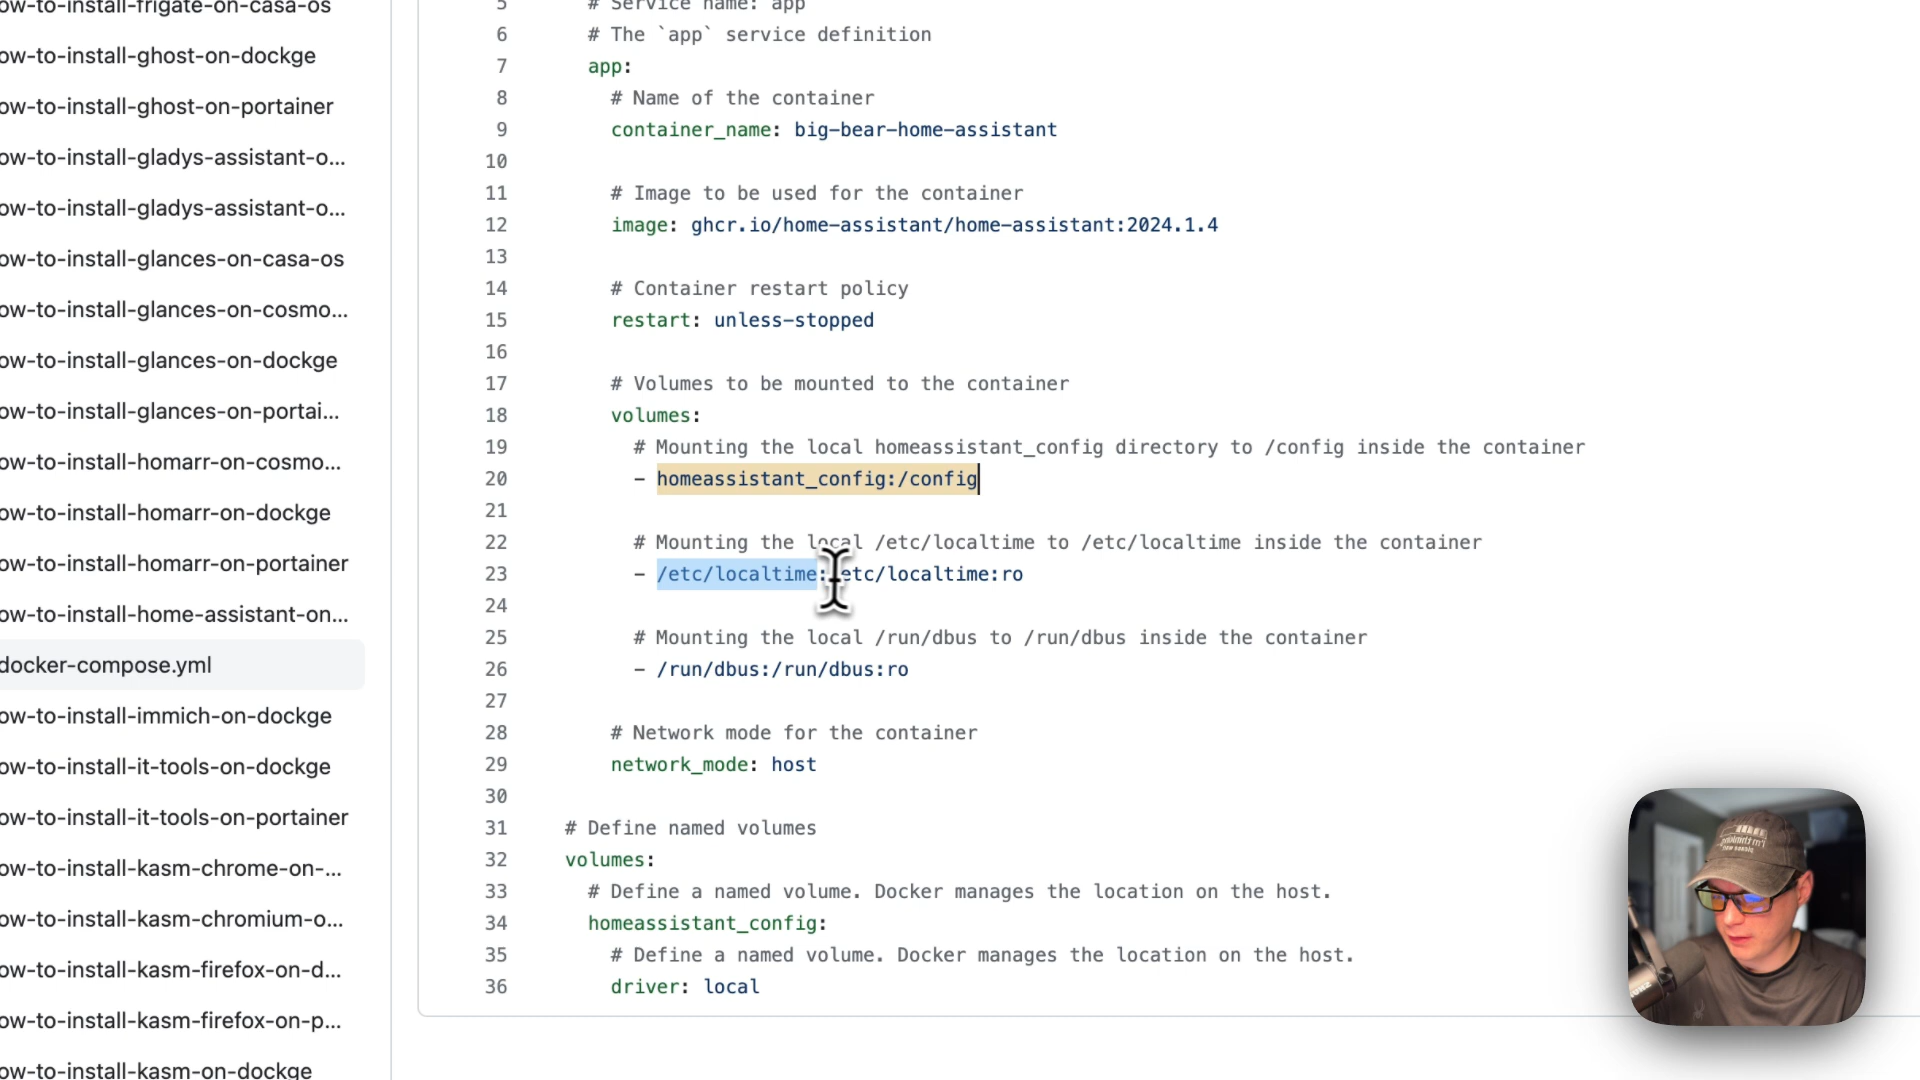 ow-to-install-frigate-on-casa-os
ow-to-install-ghost-on-dockge
ow-to-install-ghost-on-portainer
ow-to-install-gladys-assistant-o...
ow-to-install-gladys-assistant-o...
ow-to-install-glances-on-casa-os
ow-to-install-glances-on-cosmo...
ow-to-install-glances-on-dockge
ow-to-install-glances-on-portai...
ow-to-install-homarr-on-cosmo...
ow-to-install-homarr-on-dockge
ow-to-install-homarr-on-portainer
ow-to-install-home-assistant-on...
docker-compose.yml
ow-to-install-immich-on-dockge
ow-to-install-it-tools-on-dockge
ow-to-install-it-tools-on-portainer
ow-to-install-kasm-chrome-on-...
ow-to-install-kasm-chromium-o...
ow-to-install-kasm-firefox-on-d...
ow-to-install-kasm-firefox-on-p...
ow-to-install-kasm-on-dockge
5 # Service name: app
6 # The `app` service definition
7 app:
8 # Name of the container
9 container_name: big-bear-home-assistant
10
11 # Image to be used for the container
12 image: ghcr.io/home-assistant/home-assistant:2024.1.4
13
14 # Container restart policy
15 restart: unless-stopped
16
17 # Volumes to be mounted to the container
18 volumes:
19 # Mounting the local homeassistant_config directory to /config inside the container
20 - homeassistant_config:/config
21
22 # Mounting the local /etc/localtime to /etc/localtime inside the container
23 - /etc/localtime:/etc/localtime:ro
24
25 # Mounting the local /run/dbus to /run/dbus inside the container
26 - /run/dbus:/run/dbus:ro
27
28 # Network mode for the container
29 network_mode: host
30
31 # Define named volumes
32 volumes:
33 # Define a named volume. Docker manages the location on the host.
34 homeassistant_config:
35 # Define a named volume. Docker manages the location on the host.
36 driver: local